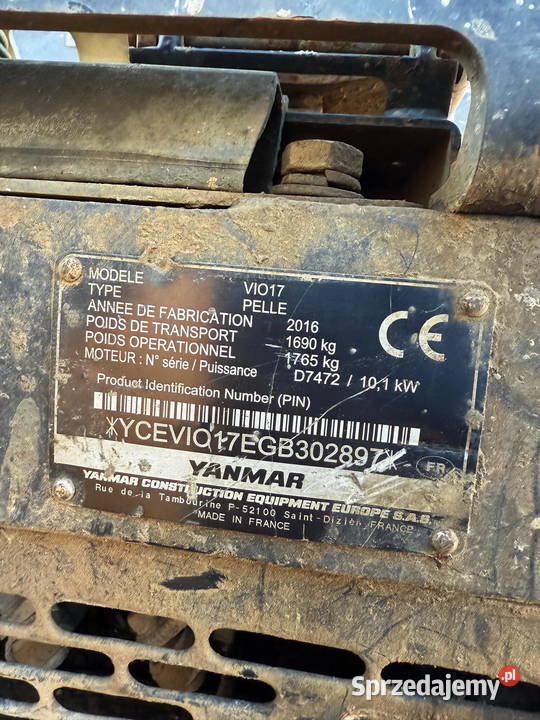 MODELE VIO17
TYPE PELLE
ANNEE DE FABRICATION 2016
POIDS DE TRANSPORT 1690 kg
POIDS OPERATIONNEL 1765 kg
MOTEUR : N° série / Puissance D7472 / 10,1 kW
CE
Product Identification Number (PIN)
*YCEVIO17EGB302897*
FR
YANMAR
YANMAR CONSTRUCTION EQUIPMENT EUROPE S.A.S.
Rue de la Tambourine P-52100 Saint-Dizier, FRANCE
MADE IN FRANCE
Sprzedajemy.pl